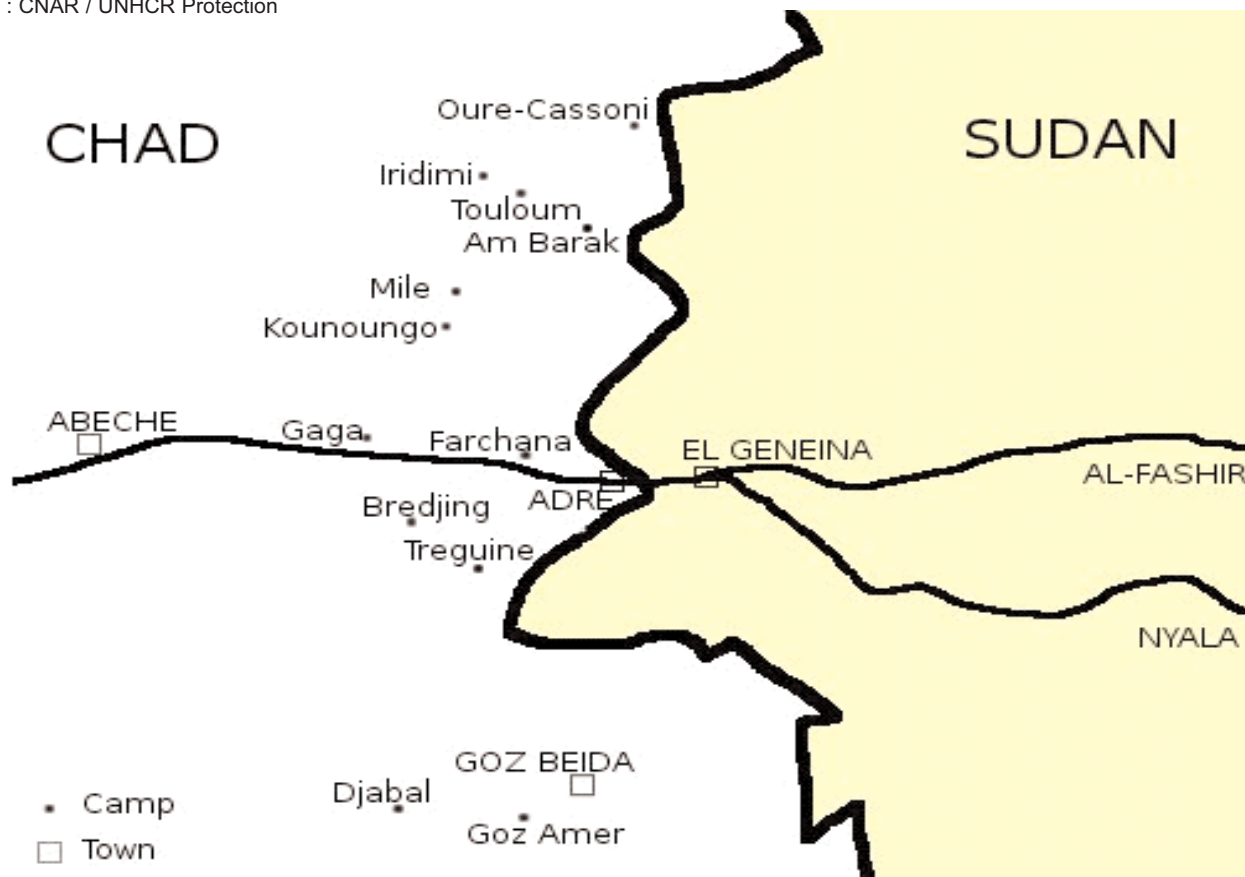 : CNAR / UNHCR Protection
CHAD
SUDAN
Oure-Cassoni
Iridimi
Touloum
Am Barak
Mile
Kounoungo
ABECHE
Gaga
Farchana
EL GENEINA
AL-FASHIR
ADRE
Bredjing
Treguine
NYALA
GOZ BEIDA
Djabal
Goz Amer
Camp
Town